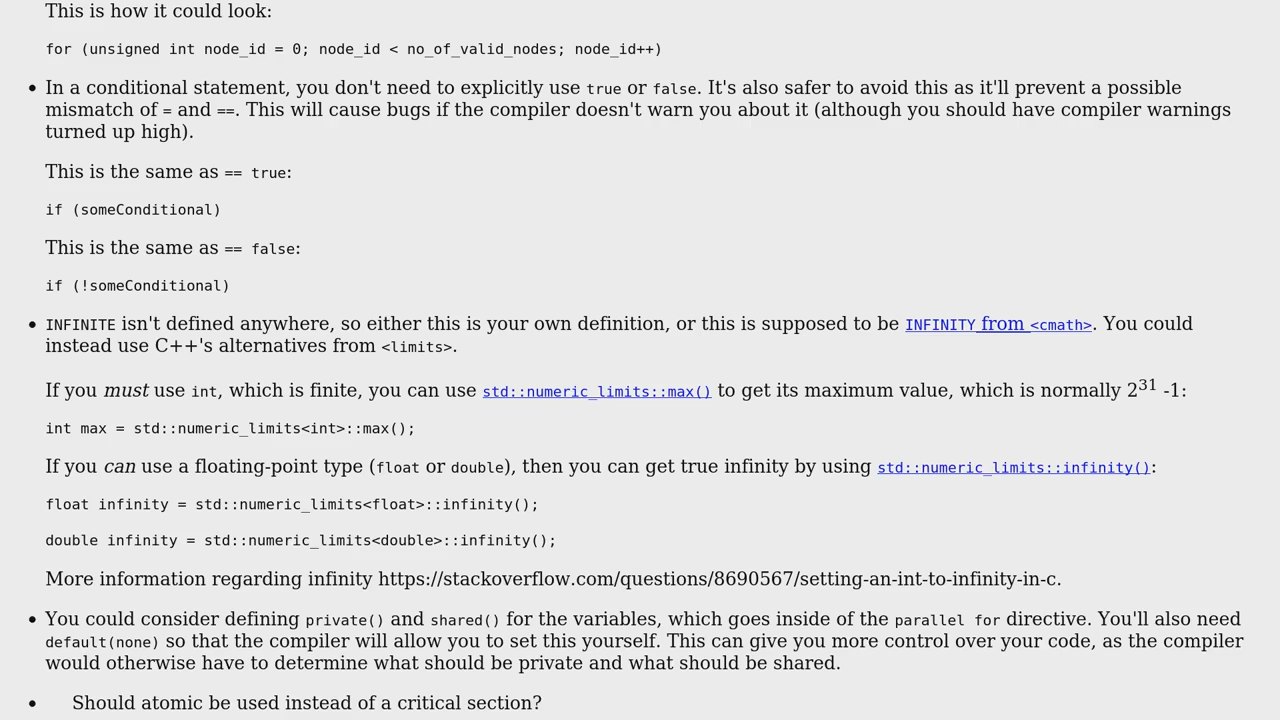 This is how it could look:
for (unsigned int node_id = 0; node_id < no_of_valid_nodes; node_id++)
• In a conditional statement, you don't need to explicitly use true or false. It's also safer to avoid this as it'll prevent a possible
mismatch of = and ==. This will cause bugs if the compiler doesn't warn you about it (although you should have compiler warnings
turned up high).
This is the same as == true:
if (someConditional)
This is the same as == false:
if (!someConditional)
• INFINITE isn't defined anywhere, so either this is your own definition, or this is supposed to be INFINITY from <cmath>. You could
instead use C++'s alternatives from <limits>.
If you must use int, which is finite, you can use std::numeric_limits::max() to get its maximum value, which is normally 2^31 -1:
int max = std::numeric_limits<int>::max();
If you can use a floating-point type (float or double), then you can get true infinity by using std::numeric_limits::infinity():
float infinity = std::numeric_limits<float>::infinity();
double infinity = std::numeric_limits<double>::infinity();
More information regarding infinity https://stackoverflow.com/questions/8690567/setting-an-int-to-infinity-in-c.
• You could consider defining private() and shared() for the variables, which goes inside of the parallel for directive. You'll also need
default(none) so that the compiler will allow you to set this yourself. This can give you more control over your code, as the compiler
would otherwise have to determine what should be private and what should be shared.
• Should atomic be used instead of a critical section?